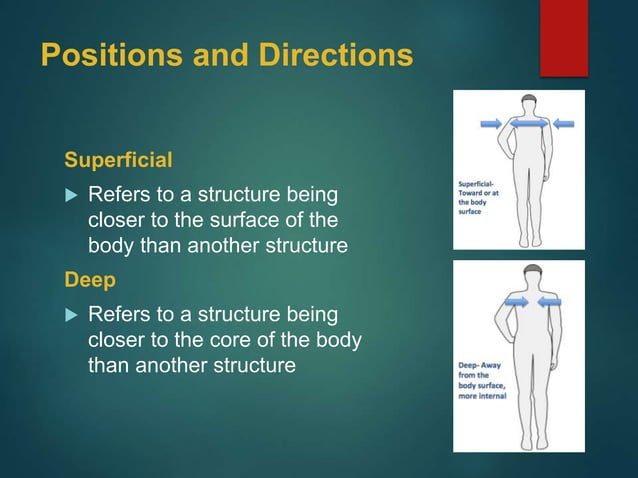 Positions and Directions
Superficial
Refers to a structure being
closer to the surface of the
body than another structure
Deep
Refers to a structure being
closer to the core of the body
than another structure
Superficial-
Toward or at
the body
surface
Deep- Away
from the
body surface,
more internal